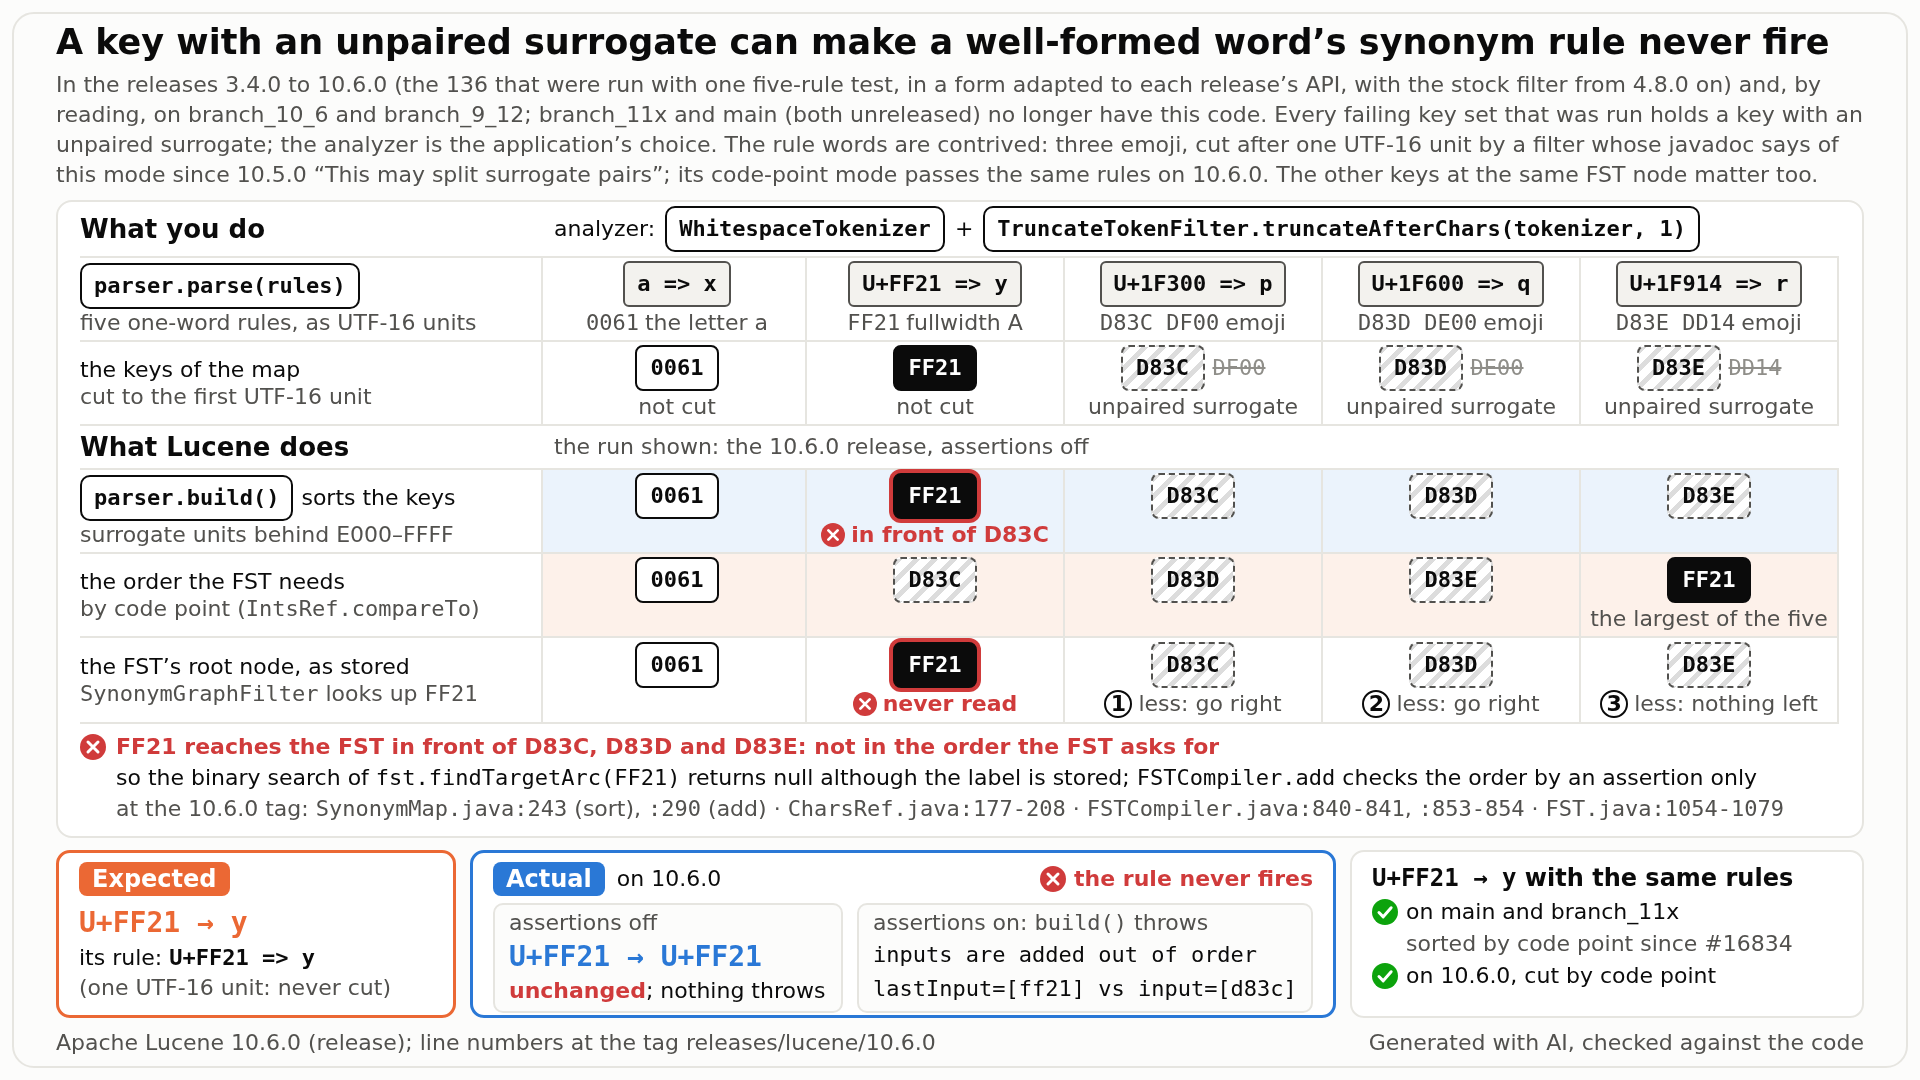 A key with an unpaired surrogate can make a well-formed word’s synonym rule never fire
In the releases 3.4.0 to 10.6.0 (the 136 that were run with one five-rule test, in a form adapted to each release’s API, with the stock filter from 4.8.0 on) and, by
reading, on branch_10_6 and branch_9_12; branch_11x and main (both unreleased) no longer have this code. Every failing key set that was run holds a key with an
unpaired surrogate; the analyzer is the application’s choice. The rule words are contrived: three emoji, cut after one UTF-16 unit by a filter whose javadoc says of
this mode since 10.5.0 “This may split surrogate pairs”; its code-point mode passes the same rules on 10.6.0. The other keys at the same FST node matter too.
What you do analyzer: WhitespaceTokenizer + TruncateTokenFilter.truncateAfterChars(tokenizer, 1)
parser.parse(rules) a => x U+FF21 => y U+1F300 => p U+1F600 => q U+1F914 => r
five one-word rules, as UTF-16 units 0061 the letter a FF21 fullwidth A D83C DF00 emoji D83D DE00 emoji D83E DD14 emoji
the keys of the map 0061 FF21 D83C DF00 D83D DE00 D83E DD14
cut to the first UTF-16 unit not cut not cut unpaired surrogate unpaired surrogate unpaired surrogate
What Lucene does the run shown: the 10.6.0 release, assertions off
parser.build() sorts the keys 0061 FF21 D83C D83D D83E
surrogate units behind E000–FFFF in front of D83C
the order the FST needs 0061 D83C D83D D83E FF21
by code point (IntsRef.compareTo) the largest of the five
the FST’s root node, as stored 0061 FF21 D83C D83D D83E
SynonymGraphFilter looks up FF21 never read 1 less: go right 2 less: go right 3 less: nothing left
FF21 reaches the FST in front of D83C, D83D and D83E: not in the order the FST asks for
so the binary search of fst.findTargetArc(FF21) returns null although the label is stored; FSTCompiler.add checks the order by an assertion only
at the 10.6.0 tag: SynonymMap.java:243 (sort), :290 (add) · CharsRef.java:177-208 · FSTCompiler.java:840-841, :853-854 · FST.java:1054-1079
Expected
U+FF21 → y
its rule: U+FF21 => y
(one UTF-16 unit: never cut)
Actual on 10.6.0 the rule never fires
assertions off
U+FF21 → U+FF21
unchanged; nothing throws
assertions on: build() throws
inputs are added out of order
lastInput=[ff21] vs input=[d83c]
U+FF21 → y with the same rules
on main and branch_11x
sorted by code point since #16834
on 10.6.0, cut by code point
Apache Lucene 10.6.0 (release); line numbers at the tag releases/lucene/10.6.0
Generated with AI, checked against the code